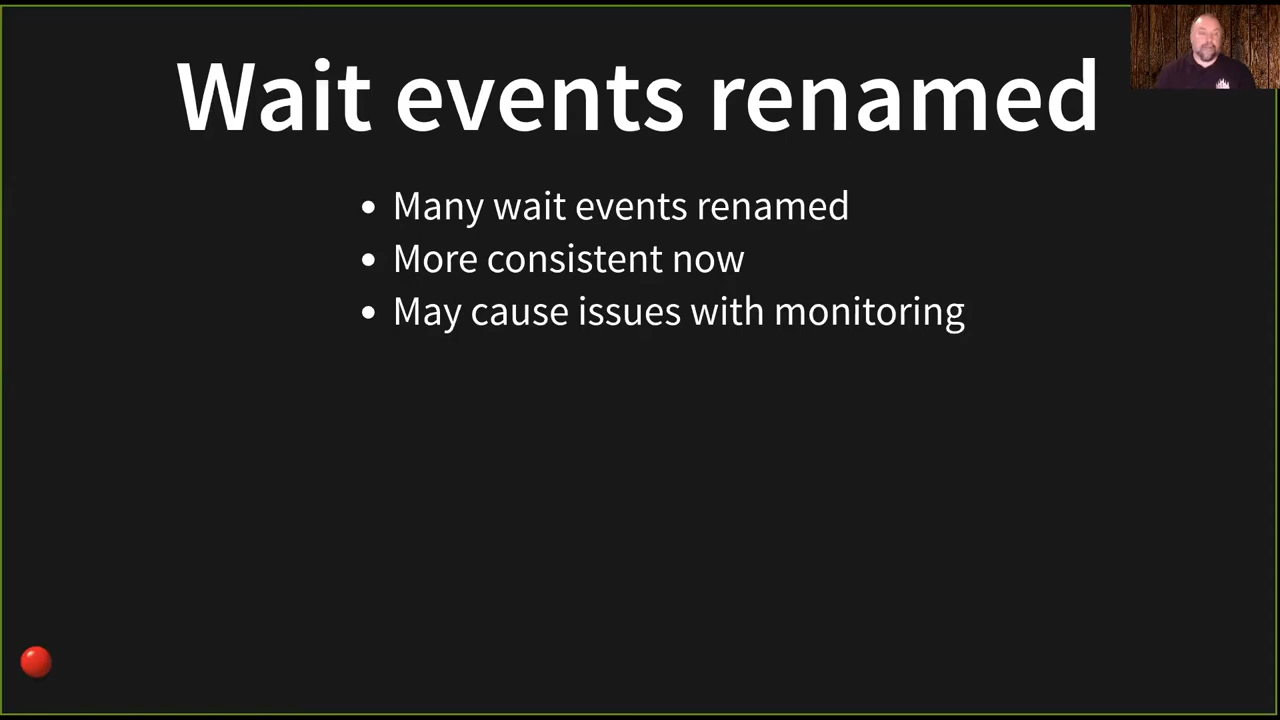 Wait events renamed
• Many wait events renamed
• More consistent now
• May cause issues with monitoring